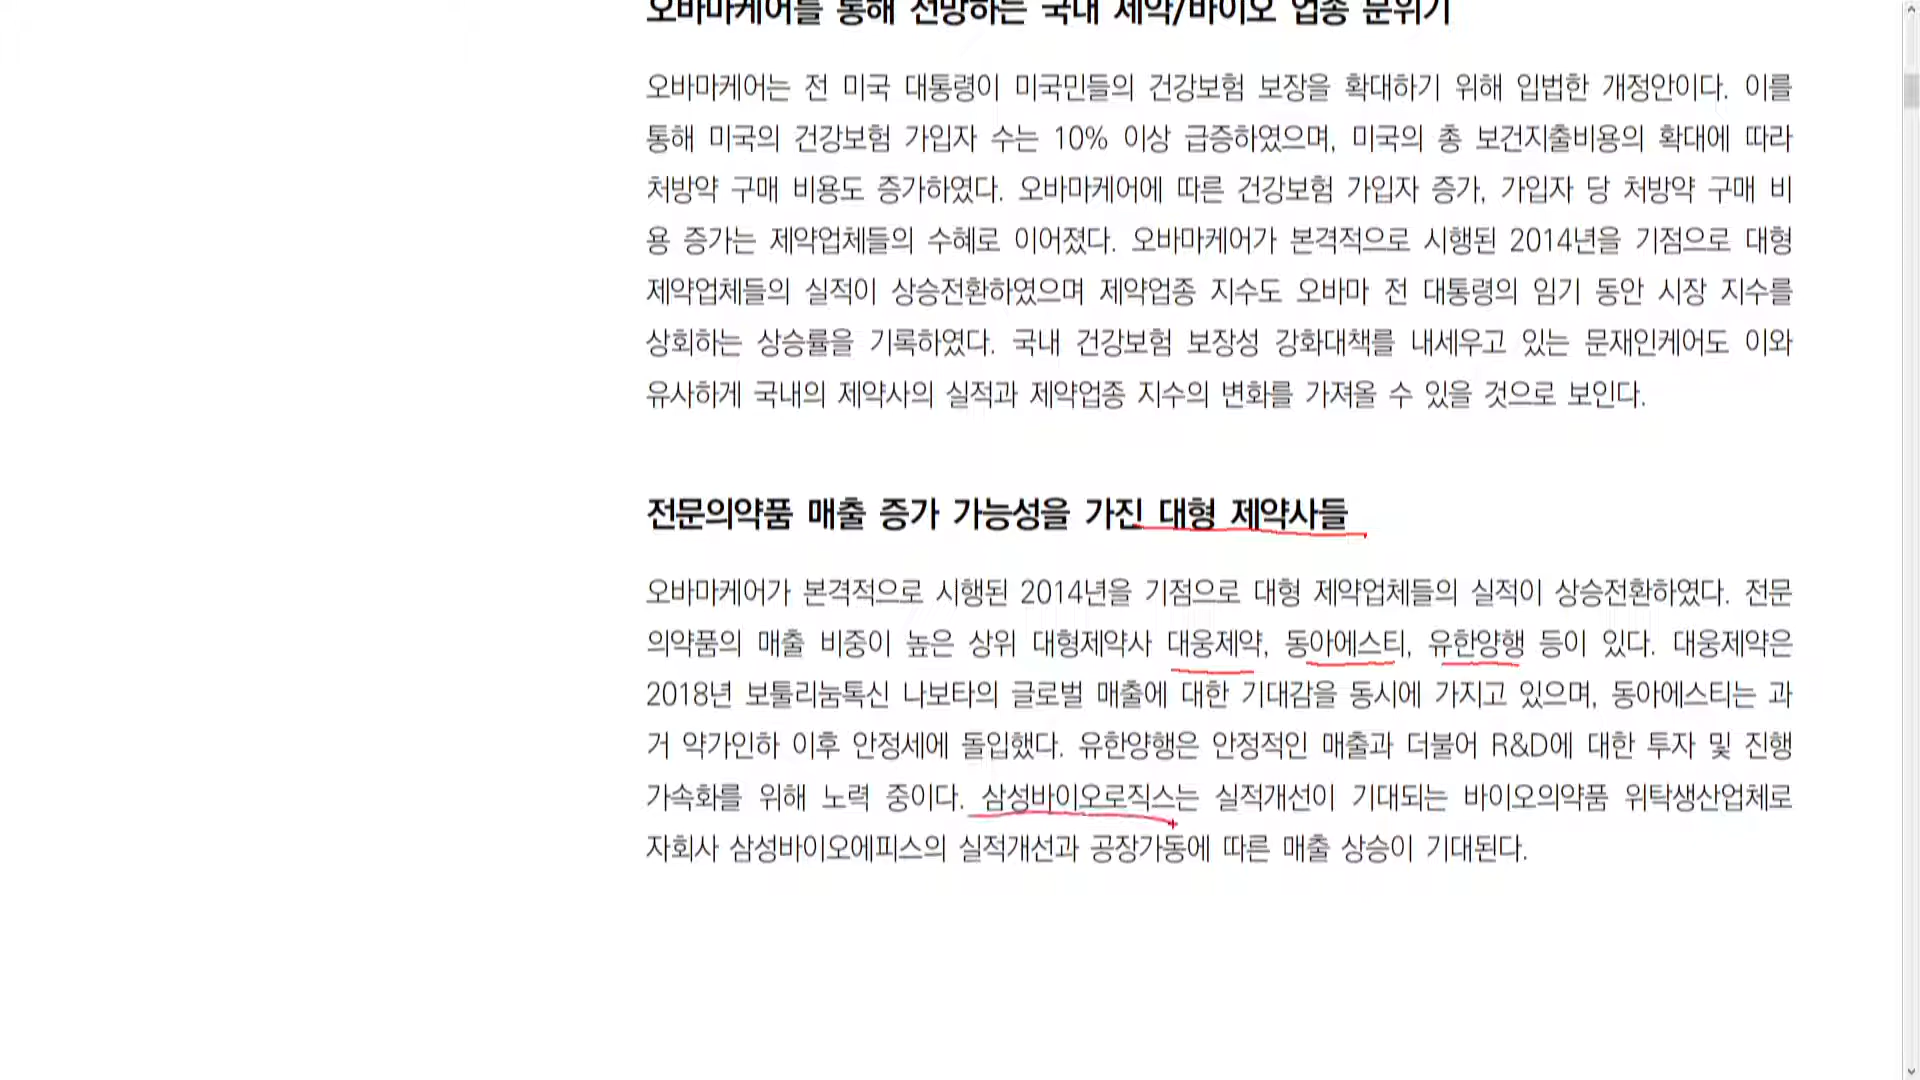 오바마케어를 통해 전망하는 국내 제약/바이오 업종 분위기
오바마케어는 전 미국 대통령이 미국민들의 건강보험 보장을 확대하기 위해 입법한 개정안이다. 이를
통해 미국의 건강보험 가입자 수는 10% 이상 급증하였으며, 미국의 총 보건지출비용의 확대에 따라
처방약 구매 비용도 증가하였다. 오바마케어에 따른 건강보험 가입자 증가, 가입자 당 처방약 구매 비
용 증가는 제약업체들의 수혜로 이어졌다. 오바마케어가 본격적으로 시행된 2014년을 기점으로 대형
제약업체들의 실적이 상승전환하였으며 제약업종 지수도 오바마 전 대통령의 임기 동안 시장 지수를
상회하는 상승률을 기록하였다. 국내 건강보험 보장성 강화대책를 내세우고 있는 문재인케어도 이와
유사하게 국내의 제약사의 실적과 제약업종 지수의 변화를 가져올 수 있을 것으로 보인다.
전문의약품 매출 증가 가능성을 가진 대형 제약사들
오바마케어가 본격적으로 시행된 2014년을 기점으로 대형 제약업체들의 실적이 상승전환하였다. 전문
의약품의 매출 비중이 높은 상위 대형제약사 대웅제약, 동아에스티, 유한양행 등이 있다. 대웅제약은
2018년 보툴리눔톡신 나보타의 글로벌 매출에 대한 기대감을 동시에 가지고 있으며, 동아에스티는 과
거 약가인하 이후 안정세에 돌입했다. 유한양행은 안정적인 매출과 더불어 R&D에 대한 투자 및 진행
가속화를 위해 노력 중이다. 삼성바이오로직스는 실적개선이 기대되는 바이오의약품 위탁생산업체로
자회사 삼성바이오에피스의 실적개선과 공장가동에 따른 매출 상승이 기대된다.